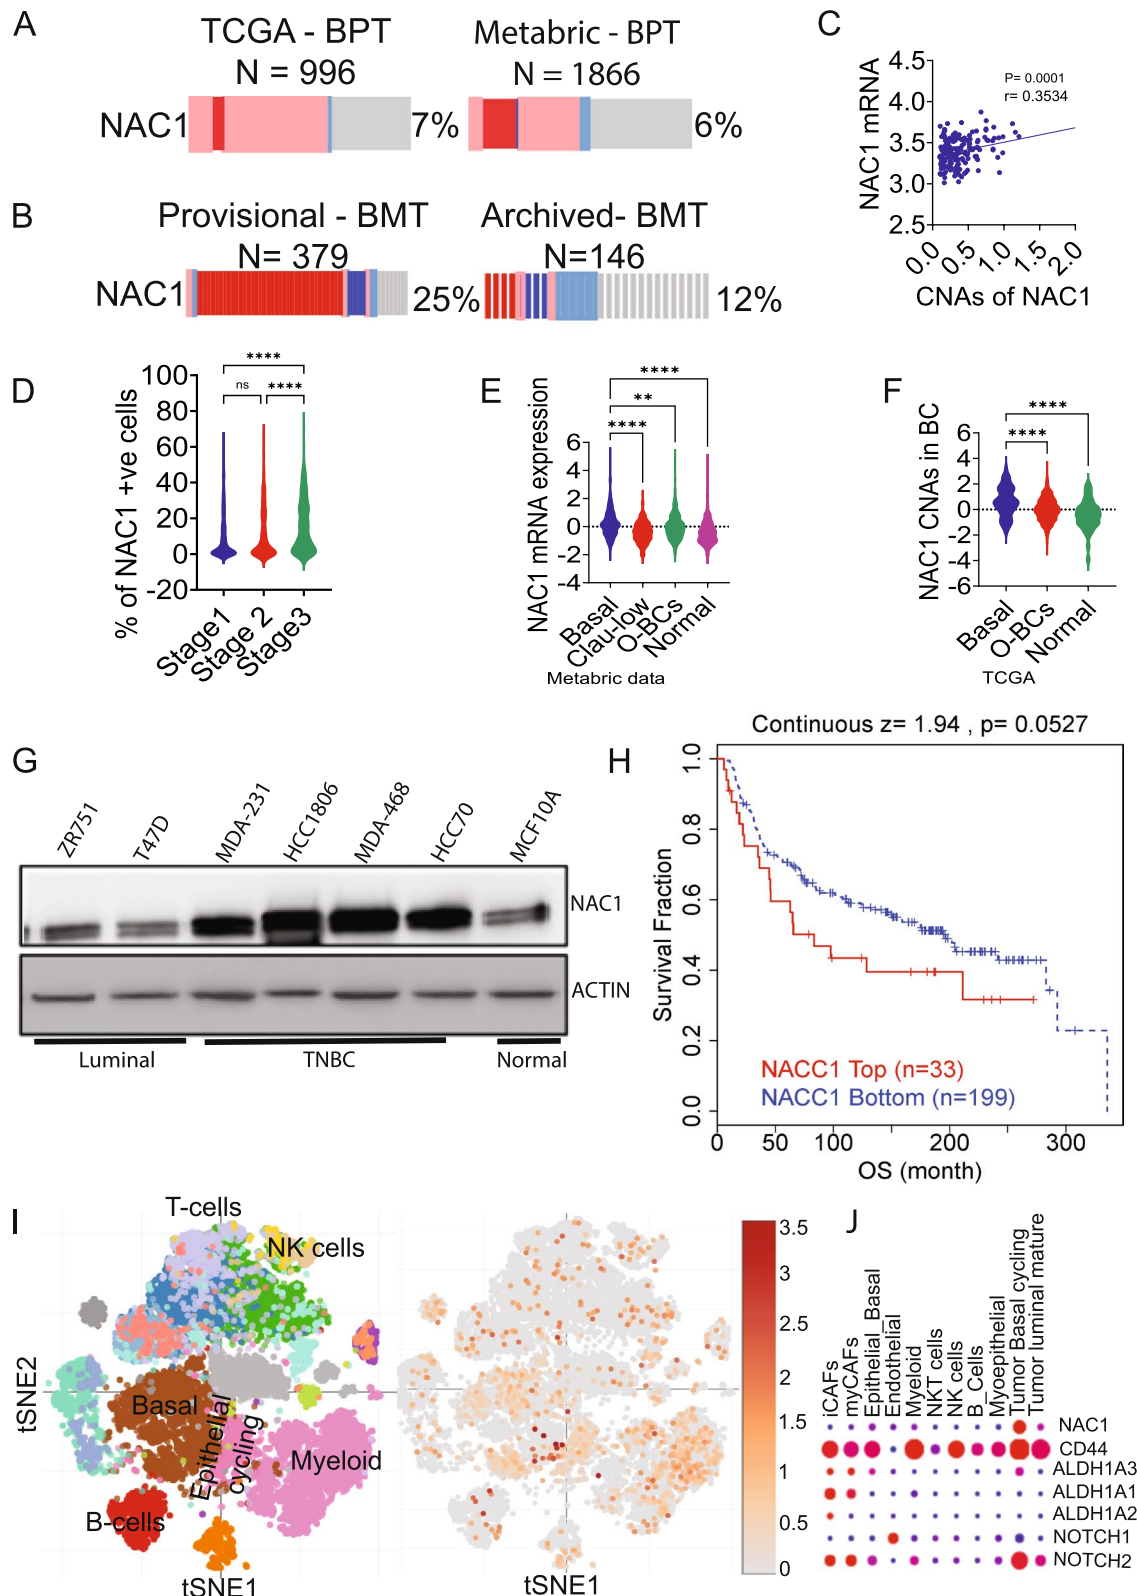 A
TCGA - BPT
N = 996
NAC1
7%
Metabric - BPT
N = 1866
6%
C
NAC1 mRNA
4.5
4.0
3.5
3.0
2.5
P= 0.0001
r= 0.3534
0.0
0.5
1.0
1.5
2.0
CNAs of NAC1
B
Provisional - BMT
N= 379
NAC1
25%
Archived- BMT
N=146
12%
D
% of NAC1 +ve cells
100
80
60
40
20
0
-20
****
ns
****
Stage1
Stage 2
Stage3
E
NAC1 mRNA expression
6
4
2
0
-2
-4
****
**
****
Basal
Clau-low
O-BCs
Normal
Metabric data
F
NAC1 CNAs in BC
6
4
2
0
-2
-4
-6
****
****
Basal
O-BCs
Normal
TCGA
G
ZR751
T47D
MDA-231
HCC1806
MDA-468
HCC70
MCF10A
NAC1
ACTIN
Luminal
TNBC
Normal
H
Continuous z= 1.94 , p= 0.0527
Survival Fraction
1.0
0.8
0.6
0.4
0.2
0.0
NACC1 Top (n=33)
NACC1 Bottom (n=199)
0
50
100
200
300
OS (month)
I
T-cells
NK cells
Basal
Epithelial
cycling
Myeloid
B-cells
tSNE2
tSNE1
tSNE1
3.5
3
2.5
2
1.5
1
0.5
0
J
iCAFs
myCAFs
Epithelial_Basal
Endothelial
Myeloid
NKT cells
NK cells
B_Cells
Myoepithelial
Tumor Basal cycling
Tumor luminal mature
NAC1
CD44
ALDH1A3
ALDH1A1
ALDH1A2
NOTCH1
NOTCH2